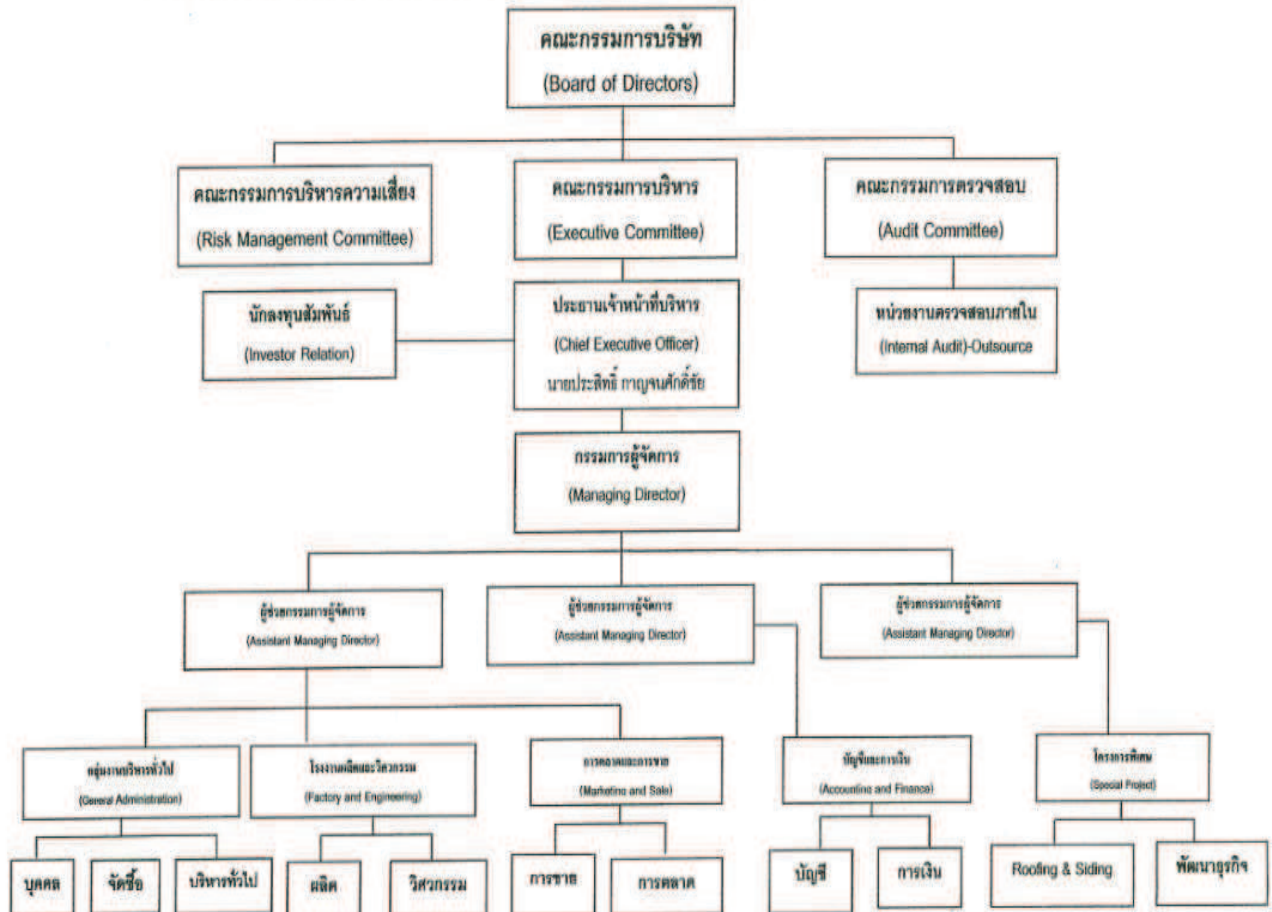 คณะกรรมการบริษัท
(Board of Directors)
คณะกรรมการบริหารความเสี่ยง
(Risk Management Committee)
คณะกรรมการบริหาร
(Executive Committee)
คณะกรรมการตรวจสอบ
(Audit Committee)
นักลงทุนสัมพันธ์
(Investor Relation)
ประธานเจ้าหน้าที่บริหาร
(Chief Executive Officer)
นายประสิทธิ์ กาญจนศักดิ์ชัย
หน่วยงานตรวจสอบภายใน
(Internal Audit)-Outsource
กรรมการผู้จัดการ
(Managing Director)
ผู้ช่วยกรรมการผู้จัดการ
(Assistant Managing Director)
ผู้ช่วยกรรมการผู้จัดการ
(Assistant Managing Director)
ผู้ช่วยกรรมการผู้จัดการ
(Assistant Managing Director)
กลุ่มงานบริหารทั่วไป
(General Administration)
โรงงานผลิตและวิศวกรรม
(Factory and Engineering)
การตลาดและการขาย
(Marketing and Sale)
บัญชีและการเงิน
(Accounting and Finance)
โครงการพิเศษ
(Special Project)
บุคคล
จัดซื้อ
บริหารทั่วไป
ผลิต
วิศวกรรม
การขาย
การตลาด
บัญชี
การเงิน
Roofing & Siding
พัฒนาธุรกิจ